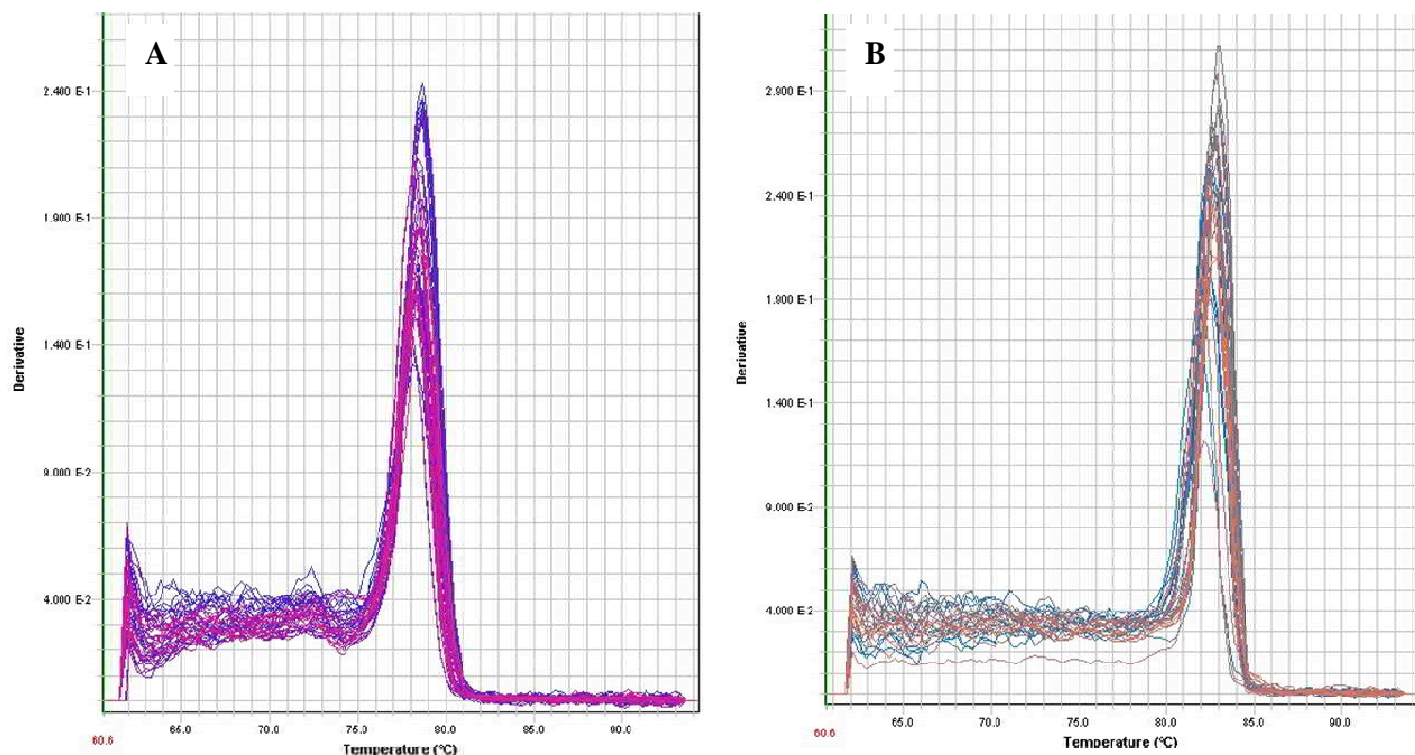 A
2.400 E-1
1.900 E-1
1.400 E-1
9.000 E-2
4.000 E-2
Derivative
60.6
65.0
70.0
75.0
80.0
85.0
90.0
Temperature (°C)
B
2.900 E-1
2.400 E-1
1.900 E-1
1.400 E-1
9.000 E-2
4.000 E-2
Derivative
60.6
65.0
70.0
75.0
80.0
85.0
90.0
Temperature (°C)